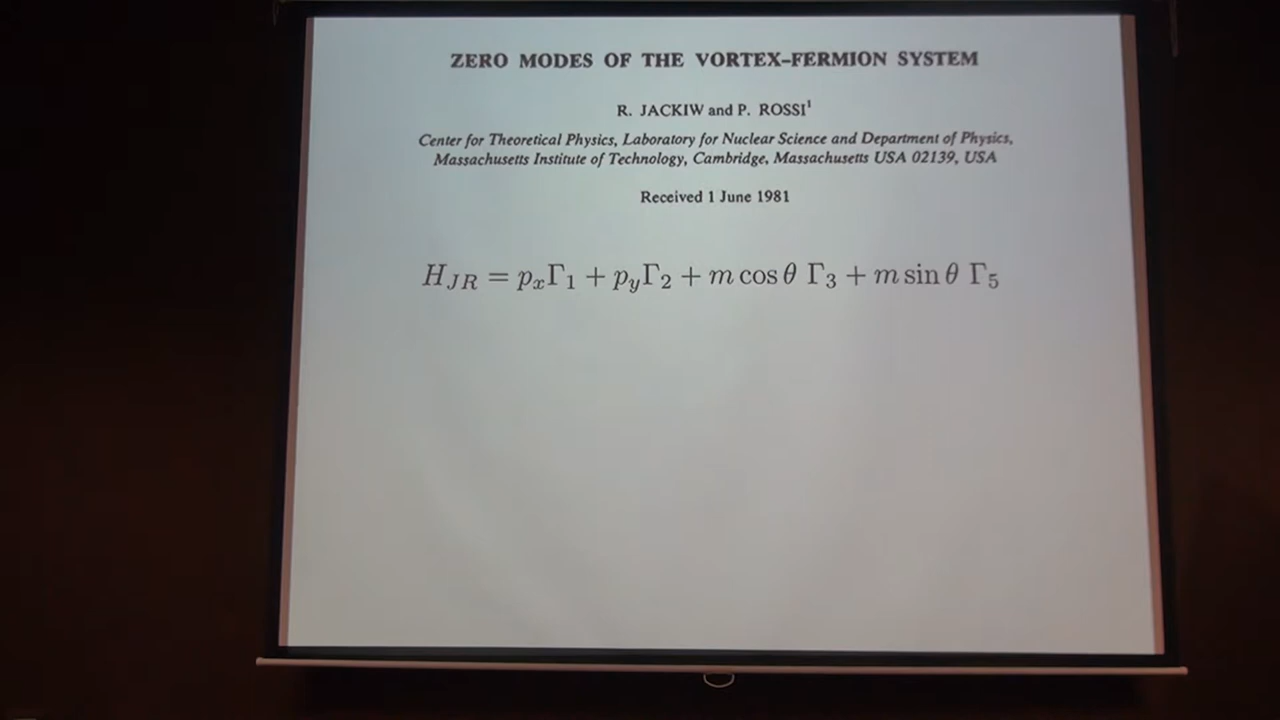 ZERO MODES OF THE VORTEX–FERMION SYSTEM
R. JACKIW and P. ROSSI¹
Center for Theoretical Physics, Laboratory for Nuclear Science and Department of Physics,
Massachusetts Institute of Technology, Cambridge, Massachusetts USA 02139, USA
Received 1 June 1981
H_{JR} = p_xΓ_1 + p_yΓ_2 + m cos θ Γ_3 + m sin θ Γ_5